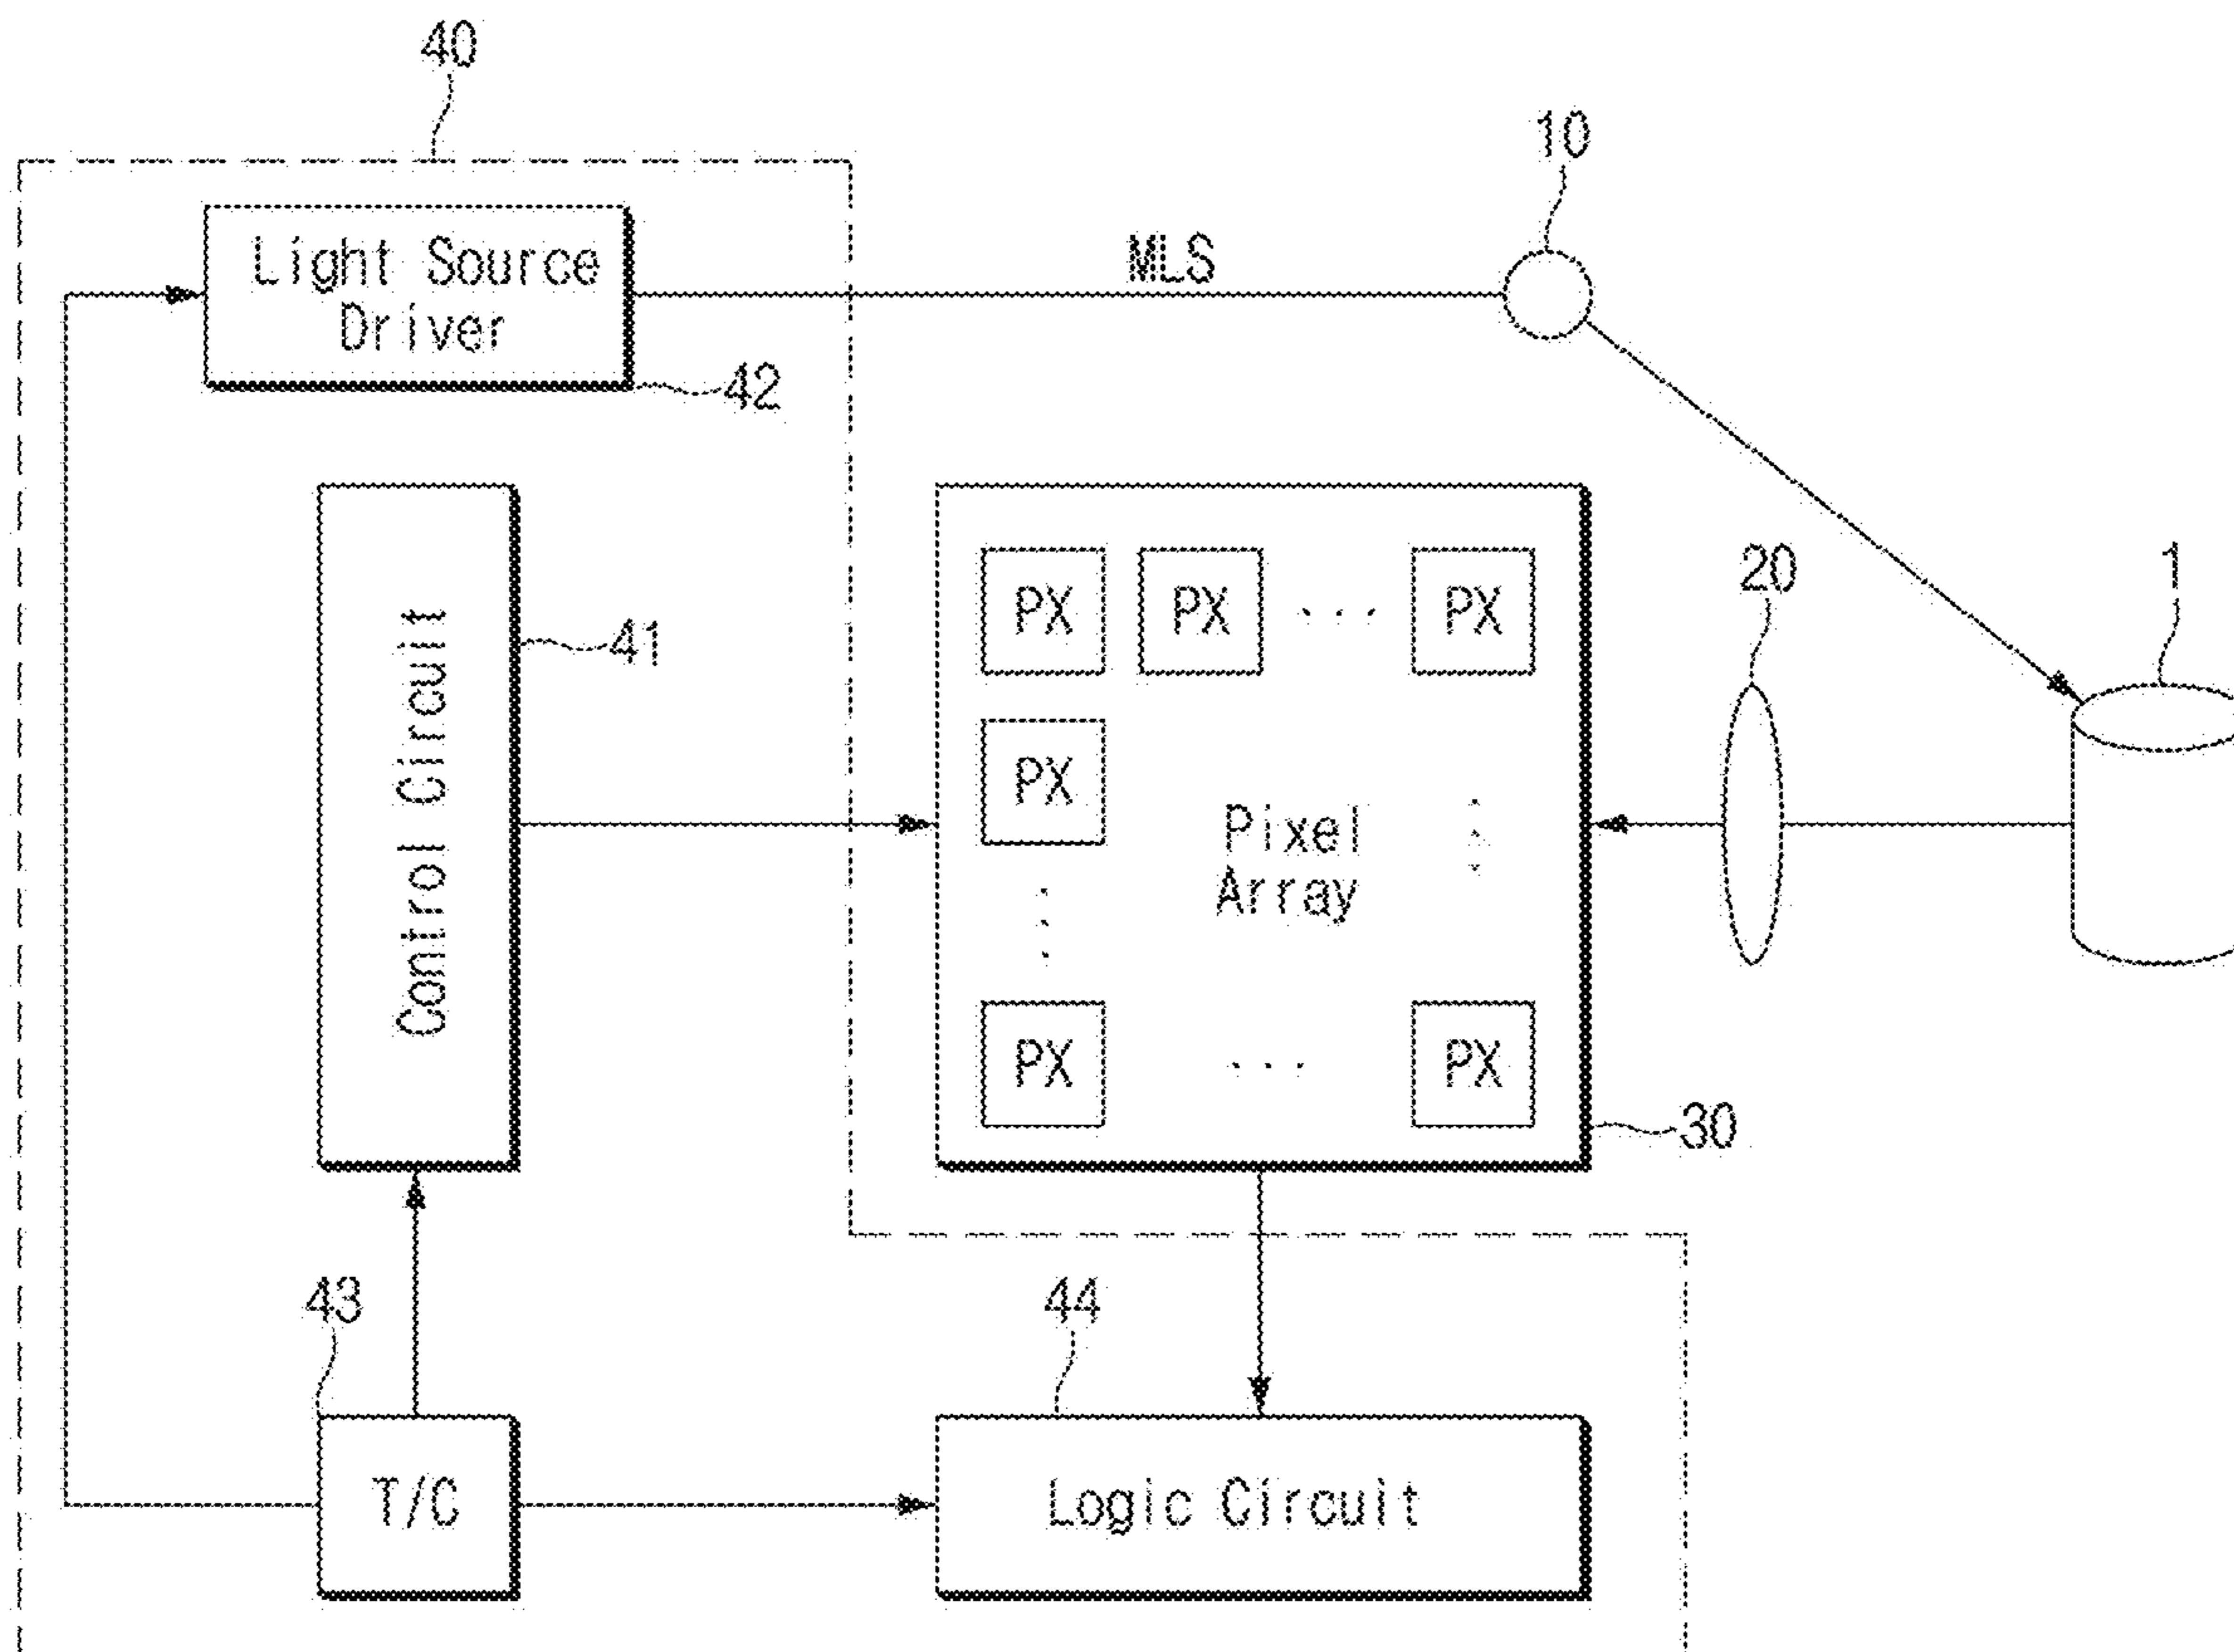 40
10
Light Source
Driver
MLS
42
PX PX ... PX
20
1
Control Circuit
41
PX
Pixel
Array
PX ... PX
30
43
44
T/C
Logic Circuit